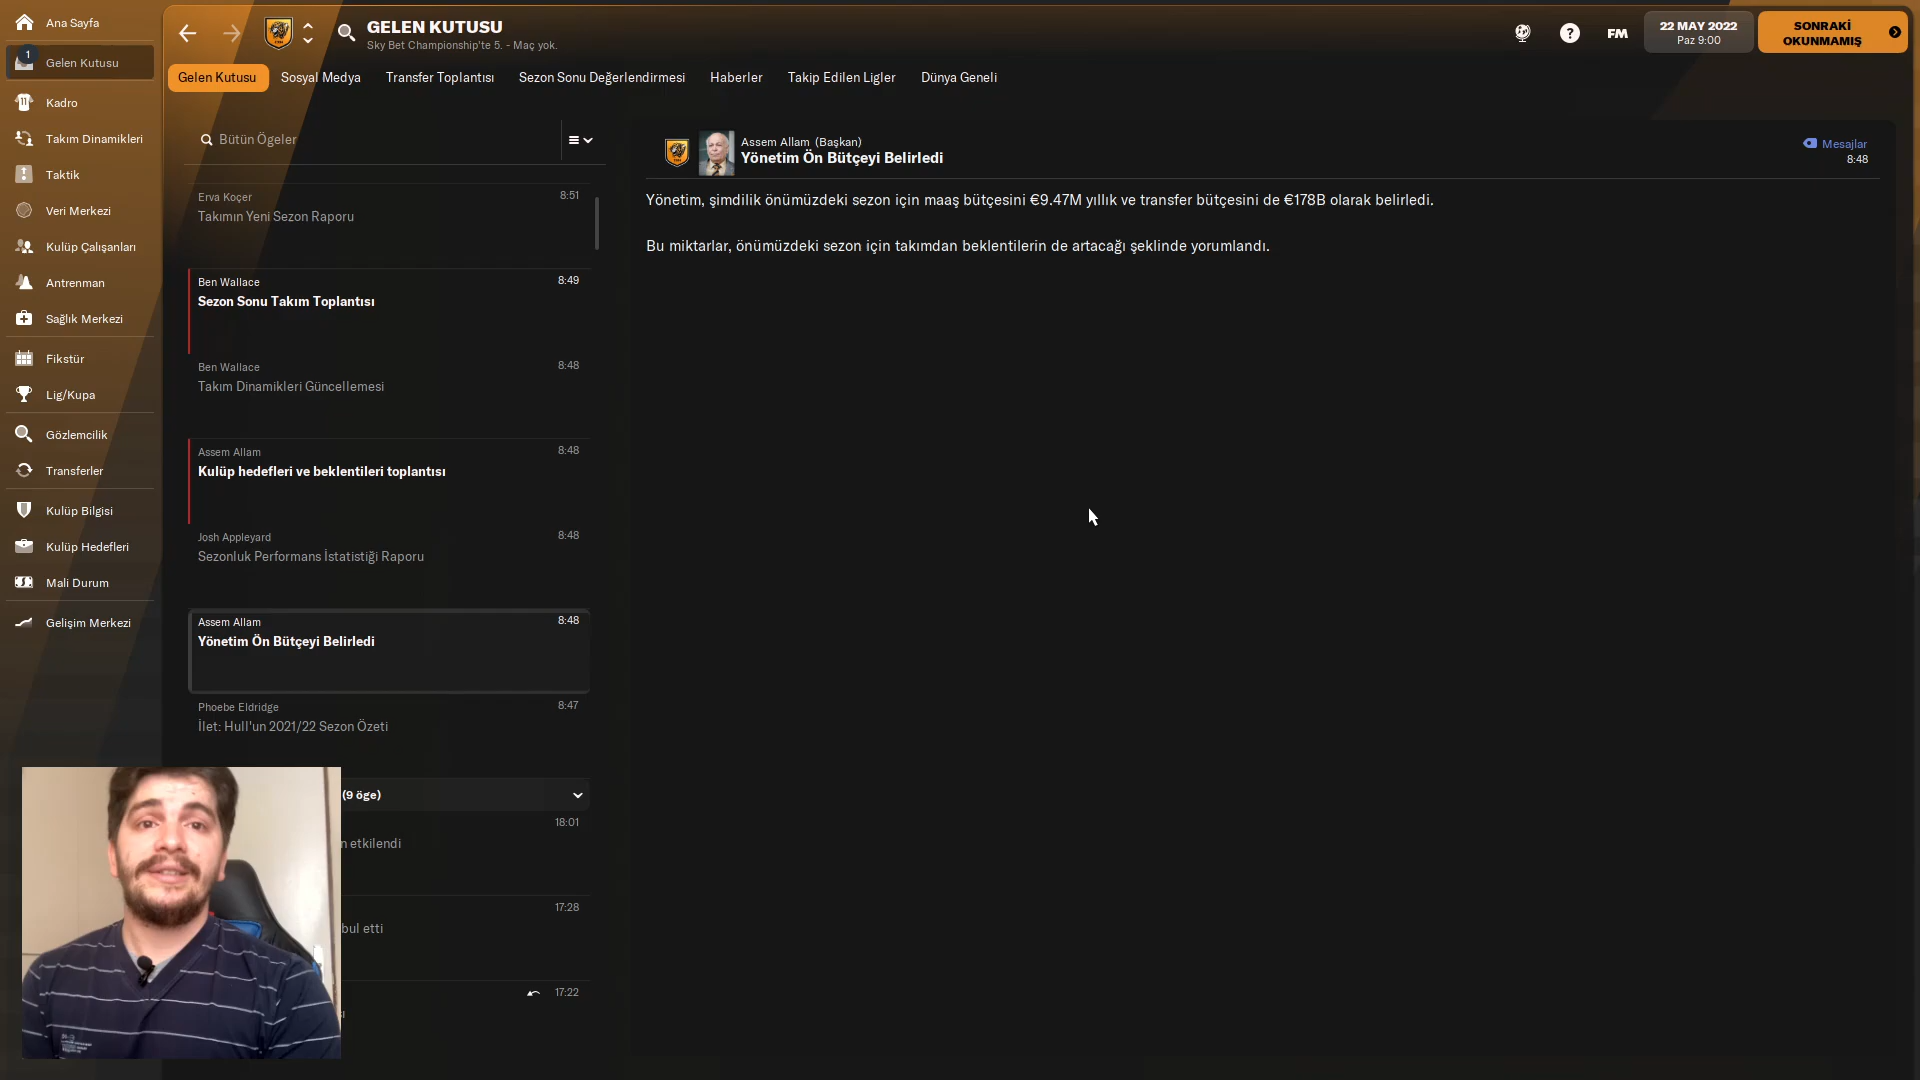 Ana Sayfa
1
Gelen Kutusu
Kadro
Takım Dinamikleri
Taktik
Veri Merkezi
Kulüp Çalışanları
Antrenman
Sağlık Merkezi
Fikstür
Lig/Kupa
Gözlemcilik
Transferler
Kulüp Bilgisi
Kulüp Hedefleri
Mali Durum
Gelişim Merkezi
GELEN KUTUSU
Sky Bet Championship'te 5. - Maç yok.
FM
22 MAY 2022
Paz 9:00
SONRAKİ OKUNMAMIŞ
Gelen Kutusu Sosyal Medya Transfer Toplantısı Sezon Sonu Değerlendirmesi Haberler Takip Edilen Ligler Dünya Geneli
Bütün Ögeler
Erva Koçer 8:51
Takımın Yeni Sezon Raporu
Ben Wallace 8:49
Sezon Sonu Takım Toplantısı
Ben Wallace 8:48
Takım Dinamikleri Güncellemesi
Assem Allam 8:48
Kulüp hedefleri ve beklentileri toplantısı
Josh Appleyard 8:48
Sezonluk Performans İstatistiği Raporu
Assem Allam 8:48
Yönetim Ön Bütçeyi Belirledi
Phoebe Eldridge 8:47
İlet: Hull'un 2021/22 Sezon Özeti
(9 öge)
18:01
n etkilendi
17:28
bul etti
17:22
Assem Allam (Başkan)
Yönetim Ön Bütçeyi Belirledi
Mesajlar
8:48
Yönetim, şimdilik önümüzdeki sezon için maaş bütçesini €9.47M yıllık ve transfer bütçesini de €178B olarak belirledi.
Bu miktarlar, önümüzdeki sezon için takımdan beklentilerin de artacağı şeklinde yorumlandı.